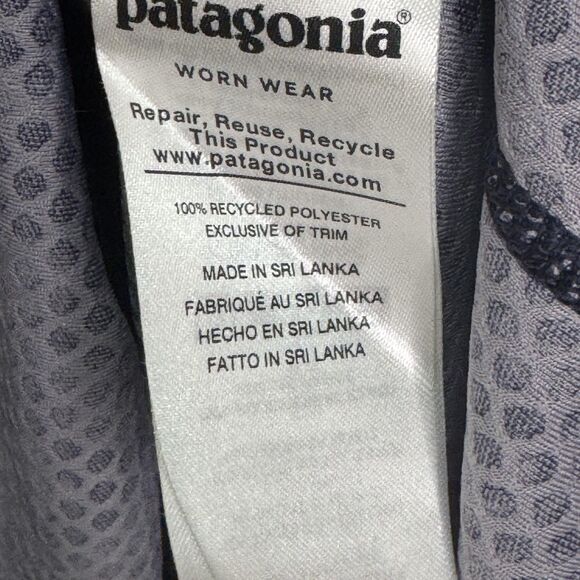 patagonia®
WORN WEAR
Repair, Reuse, Recycle
This Product
www.patagonia.com
100% RECYCLED POLYESTER
EXCLUSIVE OF TRIM
MADE IN SRI LANKA
FABRIQUÉ AU SRI LANKA
HECHO EN SRI LANKA
FATTO IN SRI LANKA